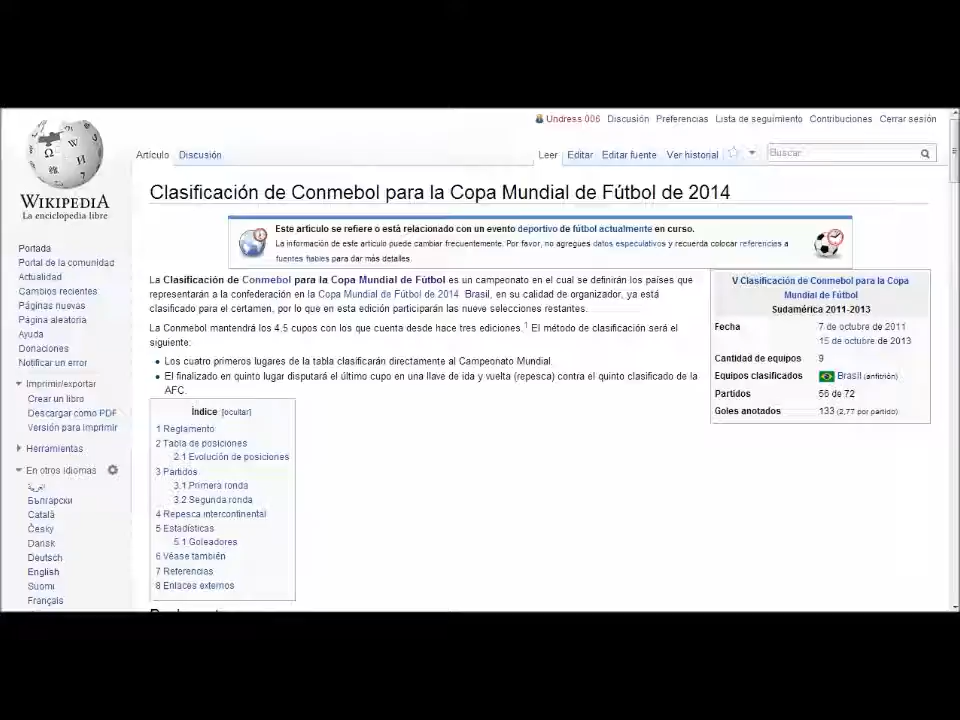 Undress 006 Discusión Preferencias Lista de seguimiento Contribuciones Cerrar sesión
Artículo Discusión Leer Editar Editar fuente Ver historial Buscar
WIKIPEDIA
La enciclopedia libre
Portada
Portal de la comunidad
Actualidad
Cambios recientes
Páginas nuevas
Página aleatoria
Ayuda
Donaciones
Notificar un error
Imprimir/exportar
Crear un libro
Descargar como PDF
Versión para imprimir
Herramientas
En otros idiomas
العربية
Български
Català
Česky
Dansk
Deutsch
English
Suomi
Français
Clasificación de Conmebol para la Copa Mundial de Fútbol de 2014
Este artículo se refiere o está relacionado con un evento deportivo de fútbol actualmente en curso.
La información de este artículo puede cambiar frecuentemente. Por favor, no agregues datos especulativos y recuerda colocar referencias a
fuentes fiables para dar más detalles.
La Clasificación de Conmebol para la Copa Mundial de Fútbol es un campeonato en el cual se definirán los países que
representarán a la confederación en la Copa Mundial de Fútbol de 2014 Brasil, en su calidad de organizador, ya está
clasificado para el certamen, por lo que en esta edición participarán las nueve selecciones restantes.
La Conmebol mantendrá los 4.5 cupos con los que cuenta desde hace tres ediciones.1 El método de clasificación será el
siguiente:
Los cuatro primeros lugares de la tabla clasificarán directamente al Campeonato Mundial.
El finalizado en quinto lugar disputará el último cupo en una llave de ida y vuelta (repesca) contra el quinto clasificado de la
AFC.
Índice [ocultar]
1 Reglamento
2 Tabla de posiciones
2.1 Evolución de posiciones
3 Partidos
3.1 Primera ronda
3.2 Segunda ronda
4 Repesca intercontinental
5 Estadísticas
5.1 Goleadores
6 Véase también
7 Referencias
8 Enlaces externos
V Clasificación de Conmebol para la Copa
Mundial de Fútbol
Sudamérica 2011-2013
Fecha 7 de octubre de 2011
15 de octubre de 2013
Cantidad de equipos 9
Equipos clasificados Brasil (anfitrión)
Partidos 56 de 72
Goles anotados 133 (2,77 por partido)